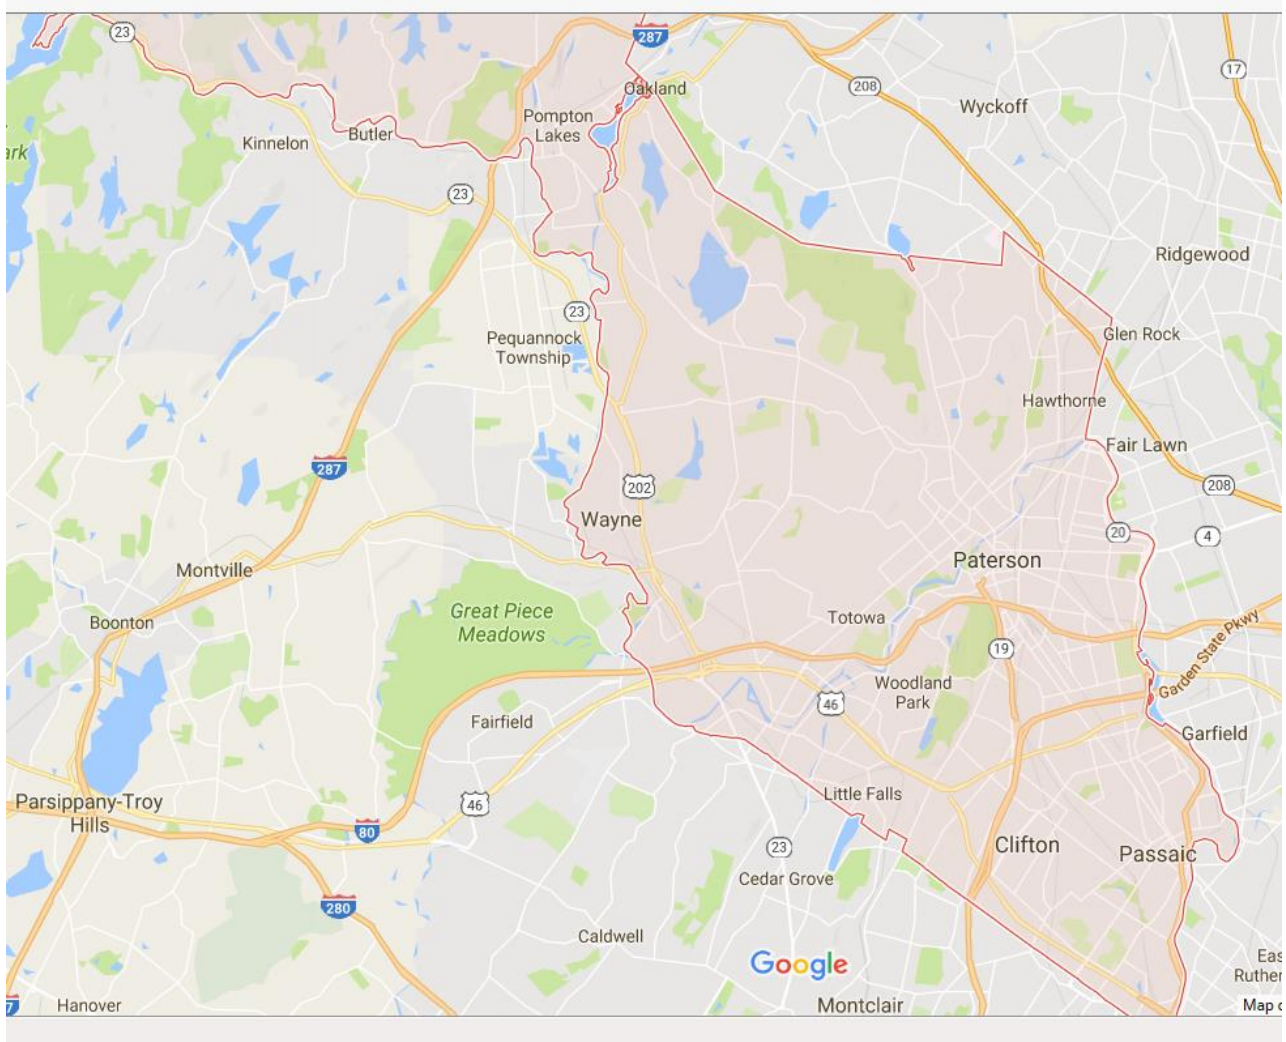 23
287
17
Oakland
208
Wyckoff
Pompton
Lakes
Butler
Kinnelon
ark
23
Ridgewood
23
Pequannock
Township
Glen Rock
Hawthorne
Fair Lawn
287
202
208
Wayne
20
4
Paterson
Montville
Great Piece
Meadows
Totowa
Boonton
19
Garden State Pkwy
Woodland
Park
46
Fairfield
Garfield
Parsippany-Troy
Hills
46
Little Falls
80
23
Clifton
Passaic
Cedar Grove
280
Caldwell
Google
Eas
Ruther
Hanover
Montclair
7
Map